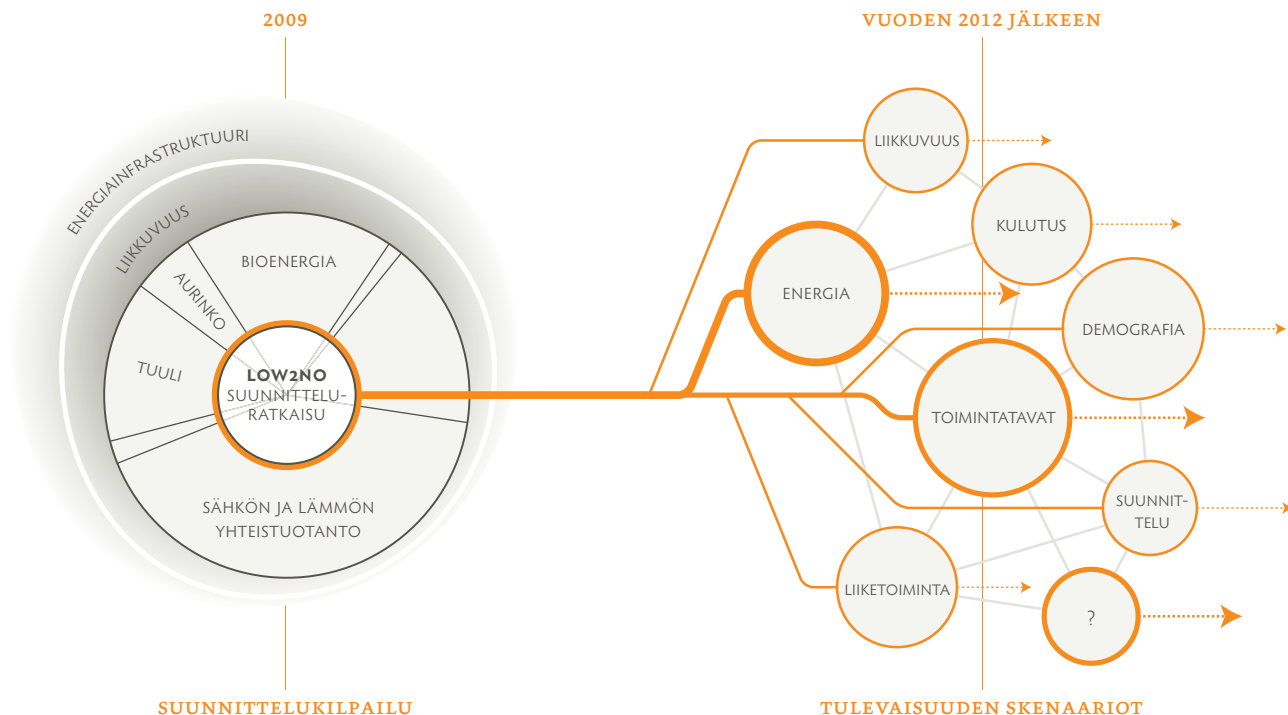 2009
VUODEN 2012 JÄLKEEN
ENERGIAINFRASTRUKTUURI
LIIKKUVUUS
BIOENERGIA
AURINKO
TUULI
LOW2NO
SUUNNITTELU-
RATKAISU
SÄHKÖN JA LÄMMÖN
YHTEISTUOTANTO
LIIKKUVUUS
KULUTUS
ENERGIA
DEMOGRAFIA
TOIMINTATAVAT
SUUNNIT-
TELU
LIIKETOIMINTA
?
SUUNNITTELUKILPAILU
TULEVAISUUDEN SKENAARIOT